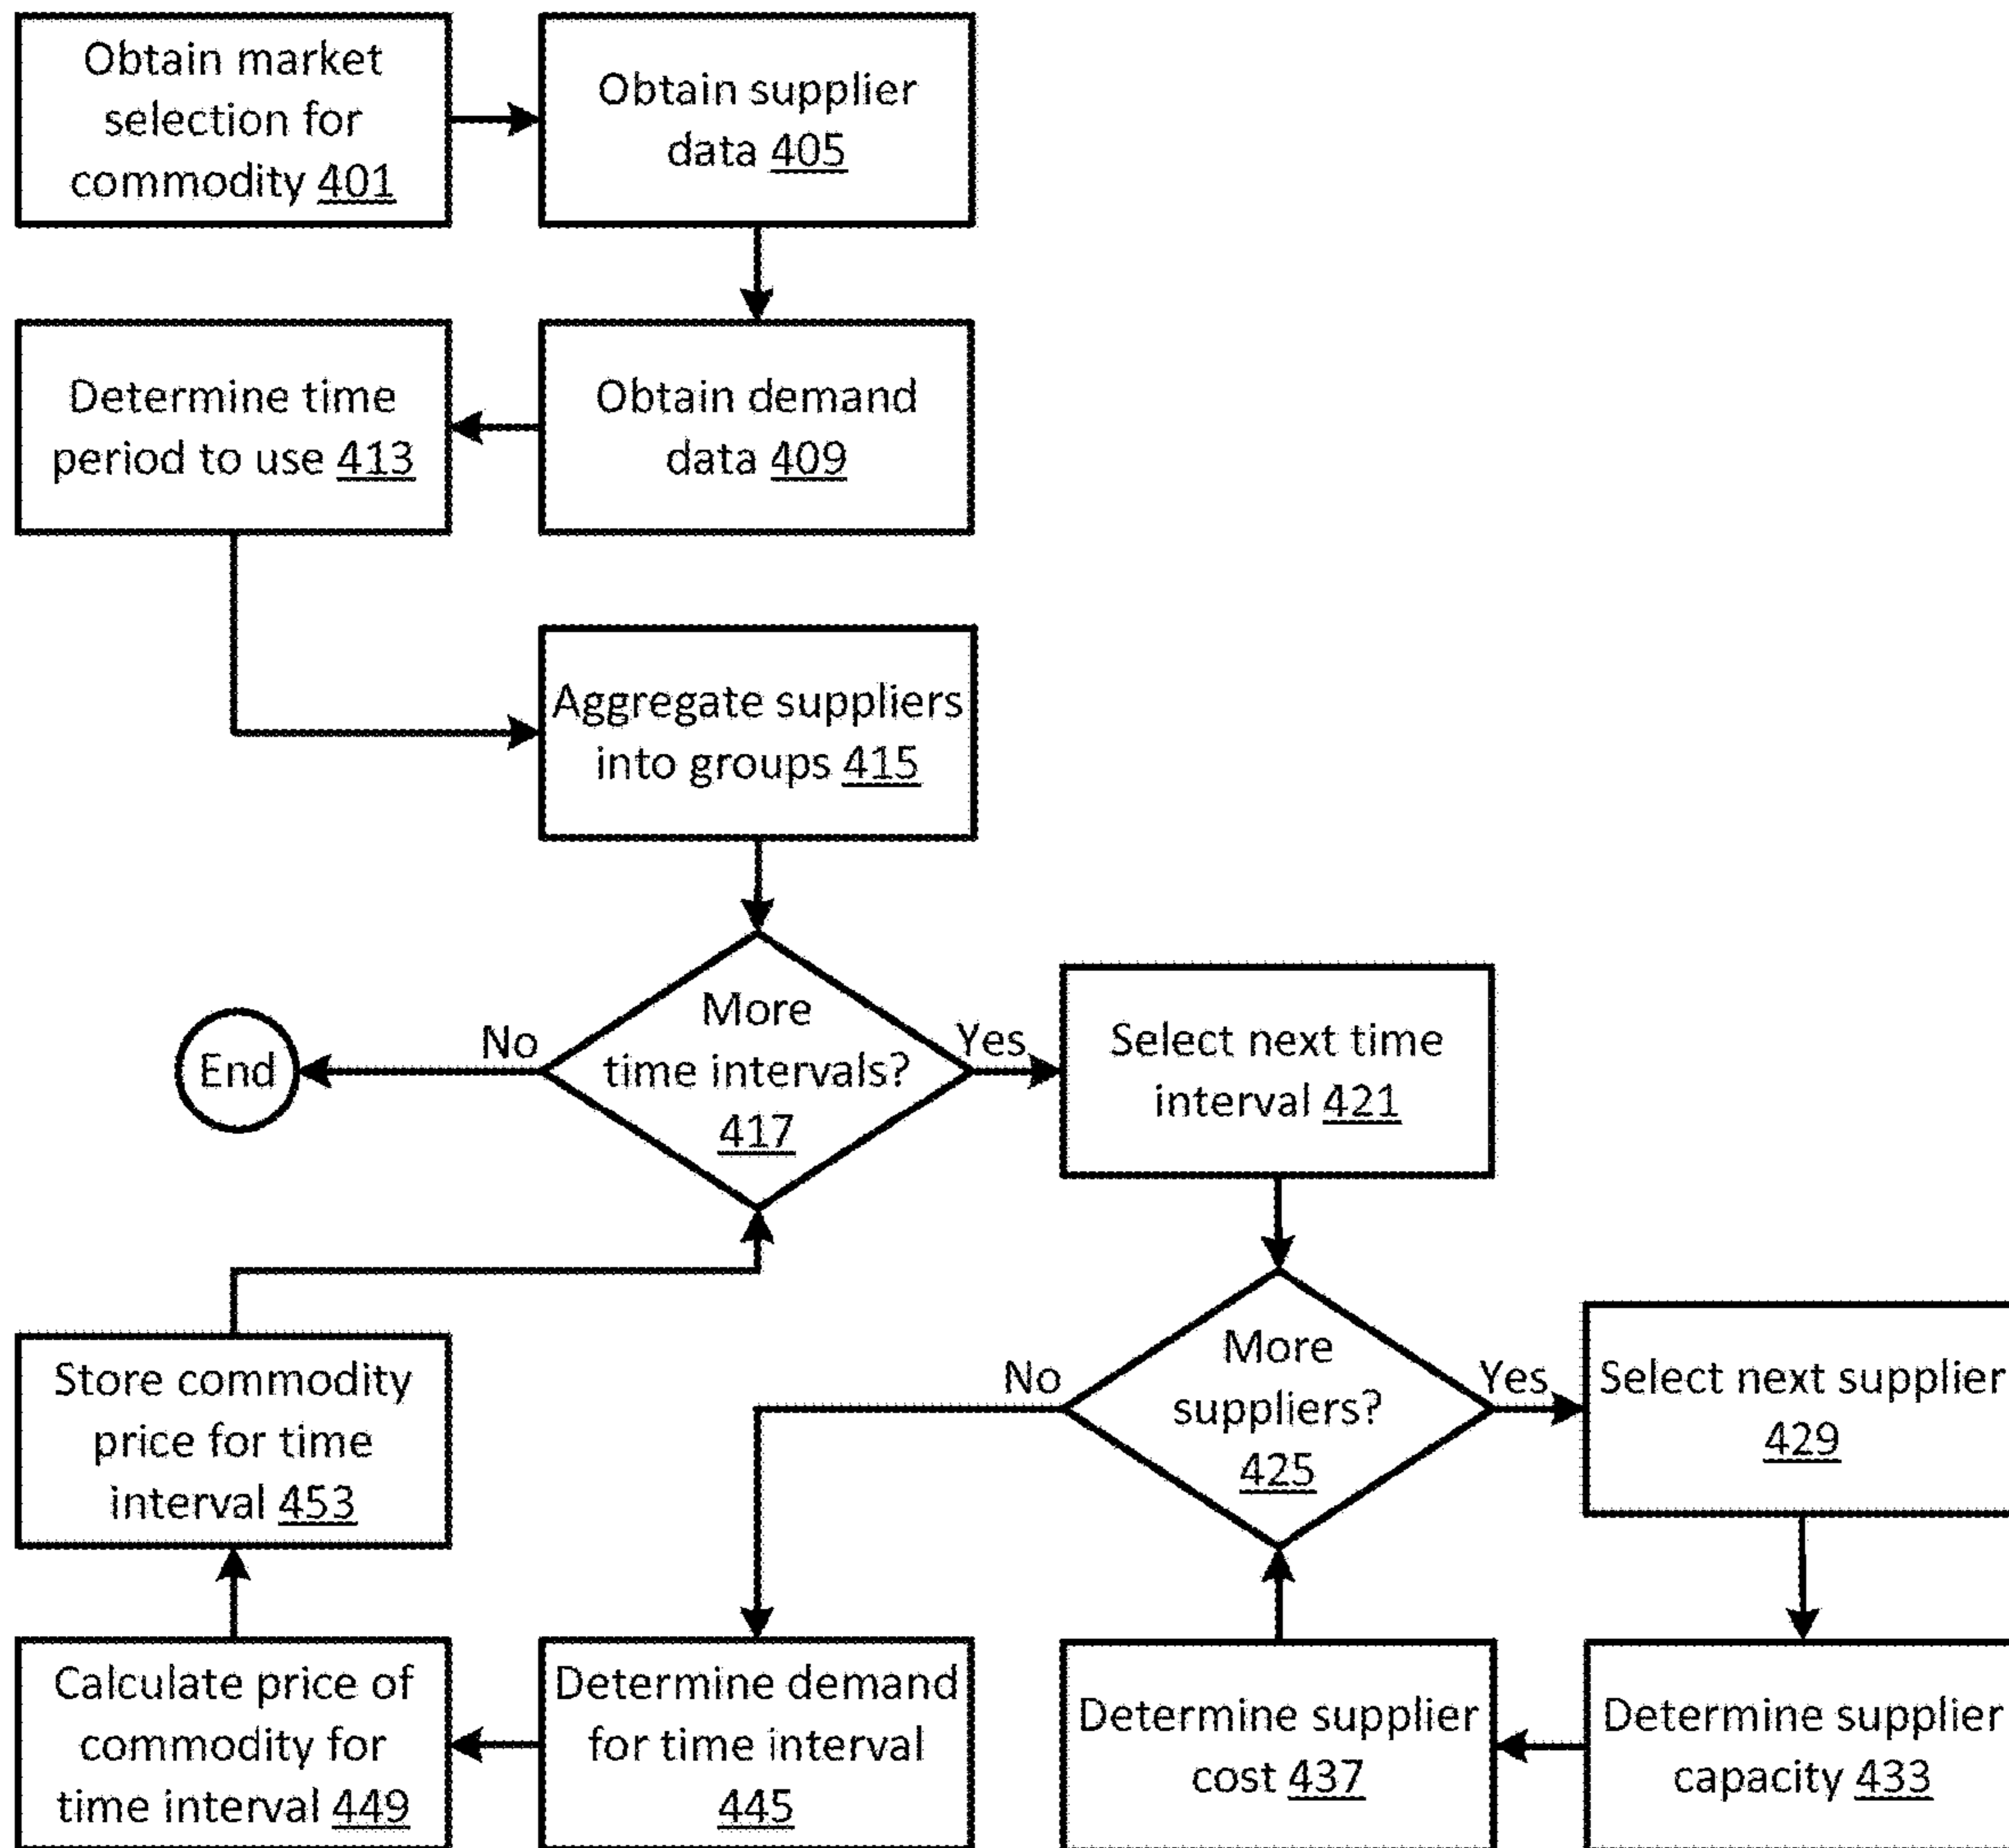 Obtain market
selection for
commodity 401
Obtain supplier
data 405
Determine time
period to use 413
Obtain demand
data 409
Aggregate suppliers
into groups 415
End
No
More
time intervals?
417
Yes
Select next time
interval 421
No
More
suppliers?
425
Yes
Select next supplier
429
Store commodity
price for time
interval 453
Calculate price of
commodity for
time interval 449
Determine demand
for time interval
445
Determine supplier
cost 437
Determine supplier
capacity 433